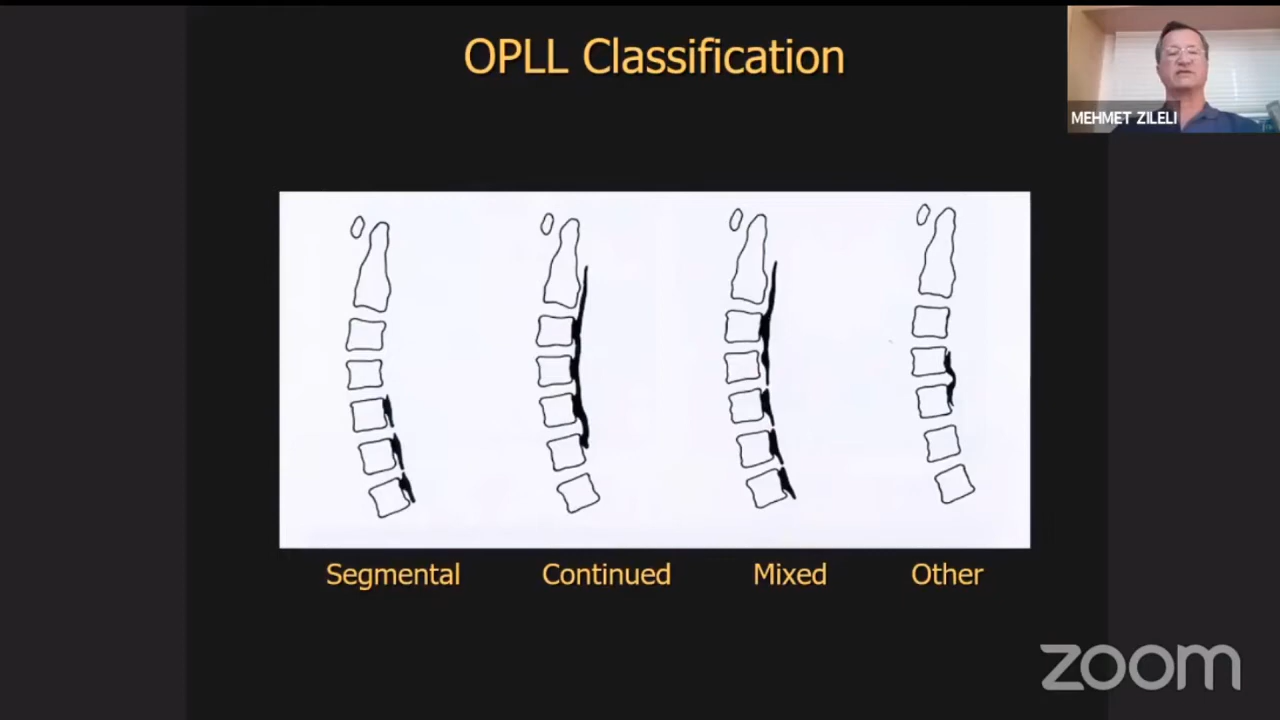 OPLL Classification
MEHMET ZILELI
Segmental
Continued
Mixed
Other
zoom